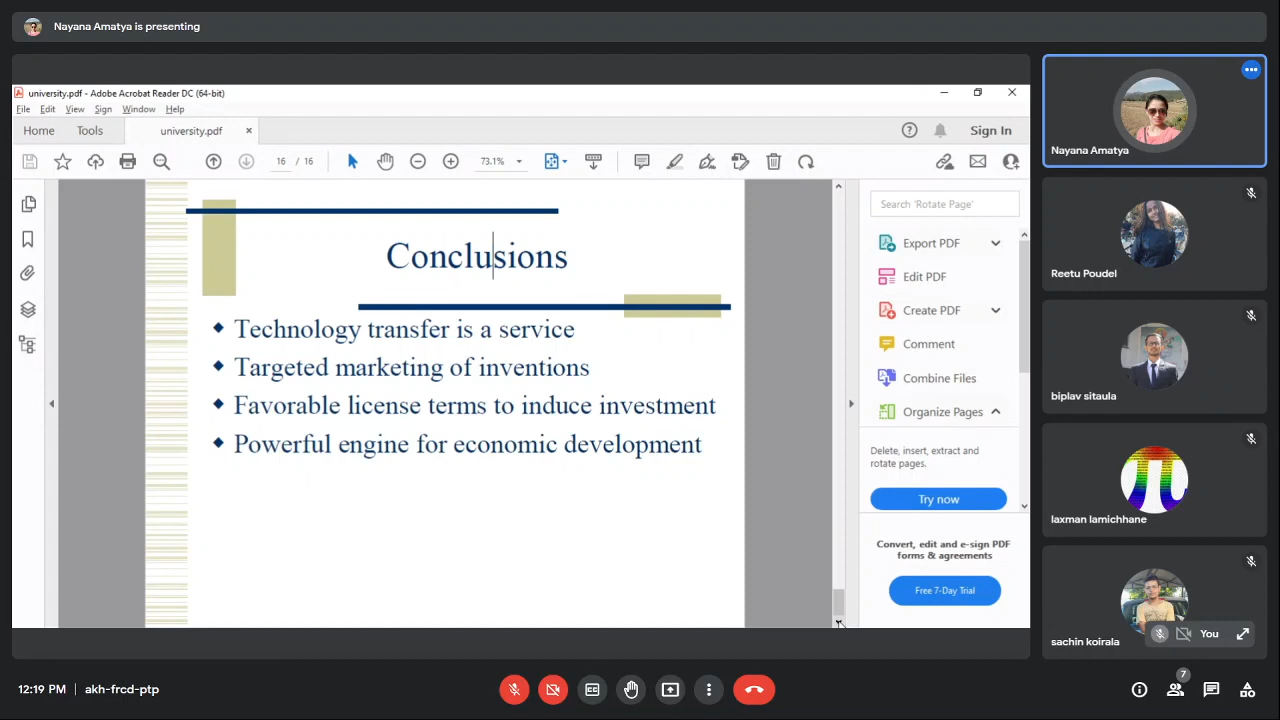 Nayana Amatya is presenting
university.pdf - Adobe Acrobat Reader DC (64-bit)
File Edit View Sign Window Help
Home Tools university.pdf × Sign In
16 / 16 73.1%
Conclusions
Technology transfer is a service
Targeted marketing of inventions
Favorable license terms to induce investment
Powerful engine for economic development
Search 'Rotate Page'
Export PDF
Edit PDF
Create PDF
Comment
Combine Files
Organize Pages
Delete, insert, extract and
rotate pages.
Try now
Convert, edit and e-sign PDF
forms & agreements
Free 7-Day Trial
Nayana Amatya
Reetu Poudel
biplav sitaula
laxman lamichhane
sachin koirala
You
12:19 PM | akh-frcd-ptp
CC
7